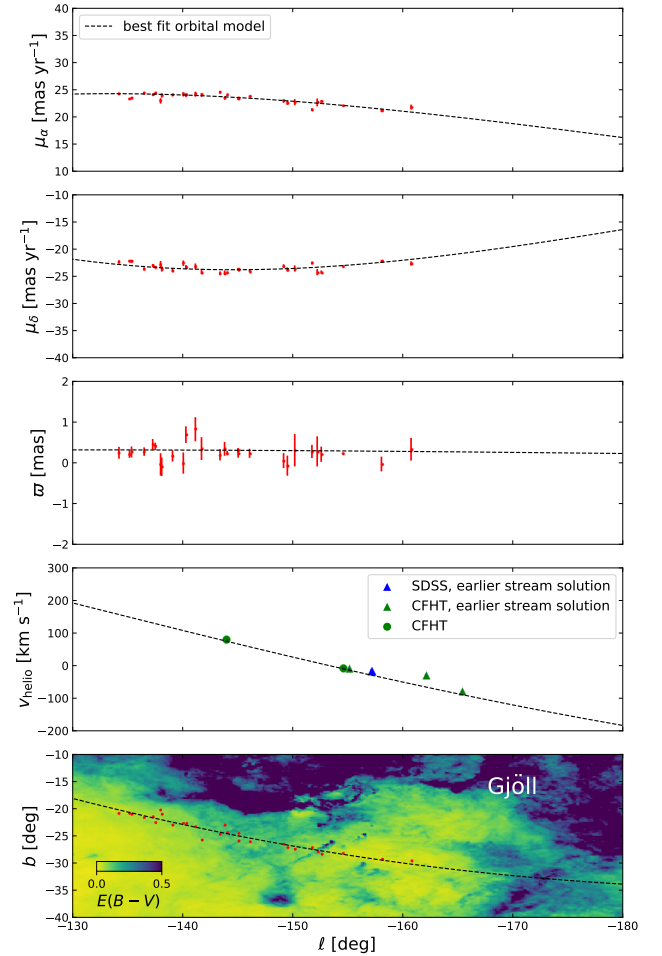 best fit orbital model
40
35
30
25
20
15
10
μα [mas yr⁻¹]
−10
−15
−20
−25
−30
−35
−40
μδ [mas yr⁻¹]
2
1
0
−1
−2
ϖ [mas]
300
200
100
0
−100
−200
vhelio [km s⁻¹]
SDSS, earlier stream solution
CFHT, earlier stream solution
CFHT
−10
−15
−20
−25
−30
−35
−40
b [deg]
Gjöll
0.0 0.5
E(B − V)
−130 −140 −150 −160 −170 −180
ℓ [deg]